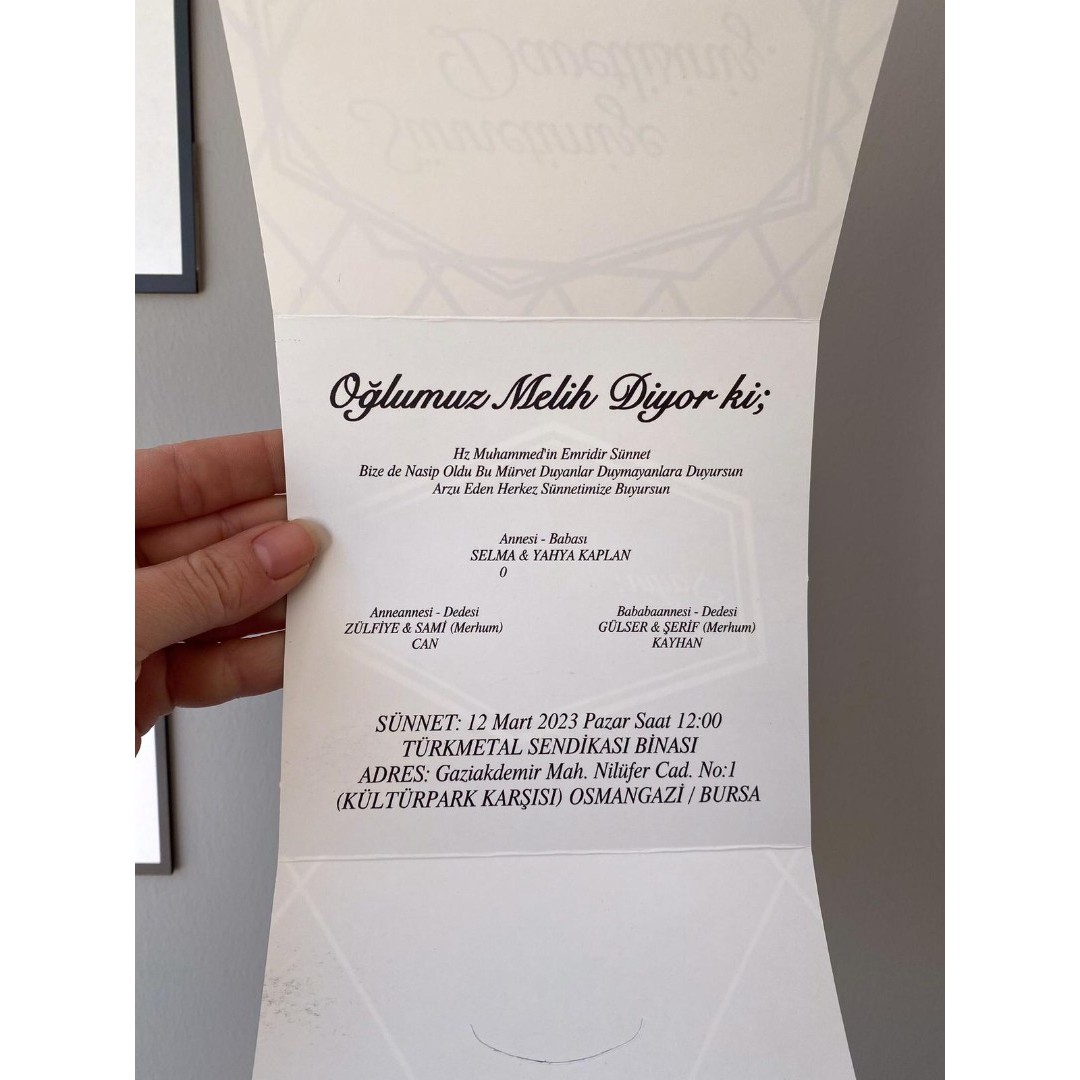 Oğlumuz Melih Diyor ki;
Hz Muhammed'in Emridir Sünnet
Bize de Nasip Oldu Bu Mürvet Duyanlar Duymayanlara Duyursun
Arzu Eden Herkez Sünnetimize Buyursun
Annesi - Babası
SELMA & YAHYA KAPLAN
0
Anneannesi - Dedesi
ZÜLFİYE & SAMİ (Merhum)
CAN
Bababaannesi - Dedesi
GÜLSER & ŞERİF (Merhum)
KAYHAN
SÜNNET: 12 Mart 2023 Pazar Saat 12:00
TÜRKMETAL SENDİKASI BİNASI
ADRES: Gaziakdemir Mah. Nilüfer Cad. No:1
(KÜLTÜRPARK KARŞISI) OSMANGAZİ / BURSA